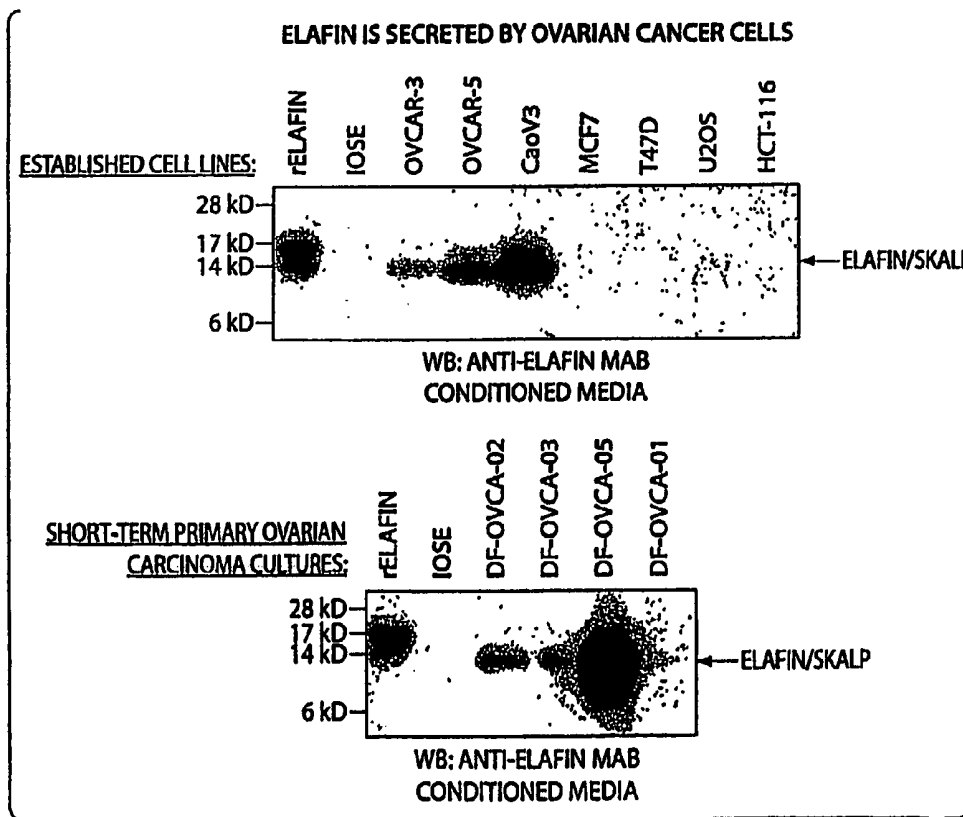 ELAFIN IS SECRETED BY OVARIAN CANCER CELLS
ESTABLISHED CELL LINES:
rELAFIN
IOSE
OVCAR-3
OVCAR-5
CaoV3
MCF7
T47D
U2OS
HCT-116
28 kD
17 kD
14 kD
6 kD
ELAFIN/SKALP
WB: ANTI-ELAFIN MAB
CONDITIONED MEDIA
SHORT-TERM PRIMARY OVARIAN
CARCINOMA CULTURES:
rELAFIN
IOSE
DF-OVCA-02
DF-OVCA-03
DF-OVCA-05
DF-OVCA-01
28 kD
17 kD
14 kD
6 kD
ELAFIN/SKALP
WB: ANTI-ELAFIN MAB
CONDITIONED MEDIA